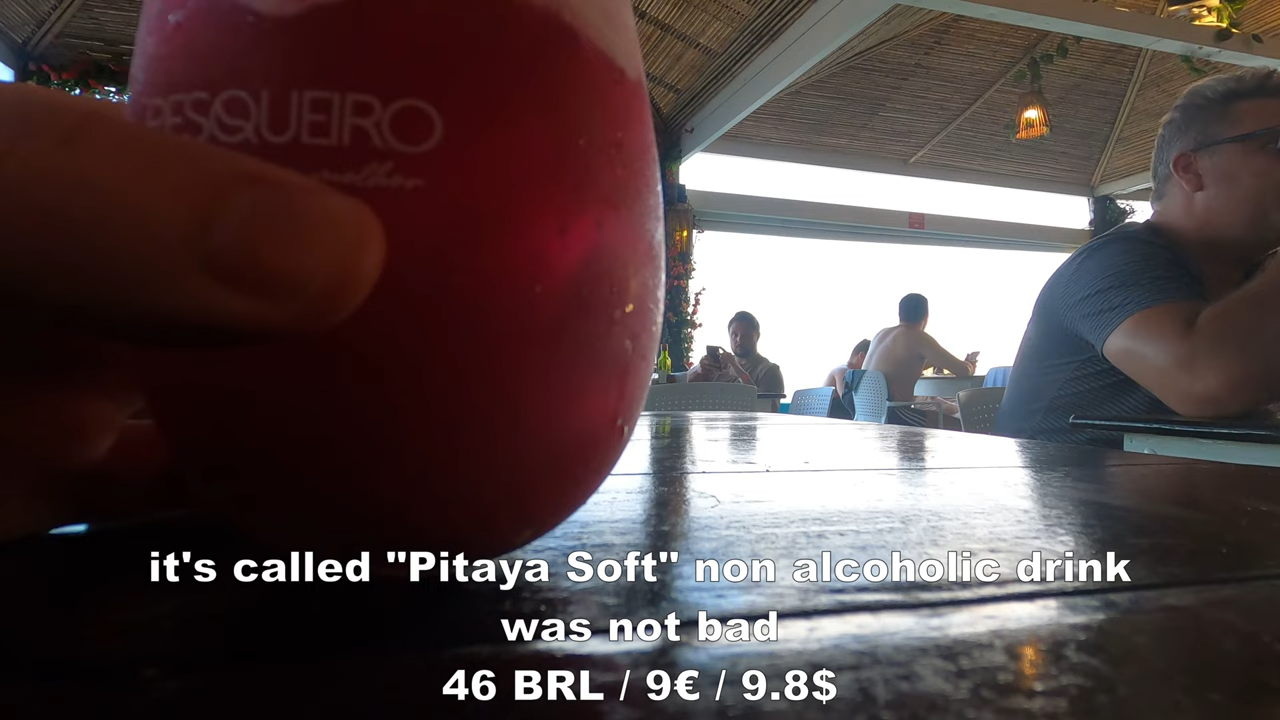 PESQUEIRO
it's called "Pitaya Soft" non alcoholic drink
was not bad
46 BRL / 9€ / 9.8$